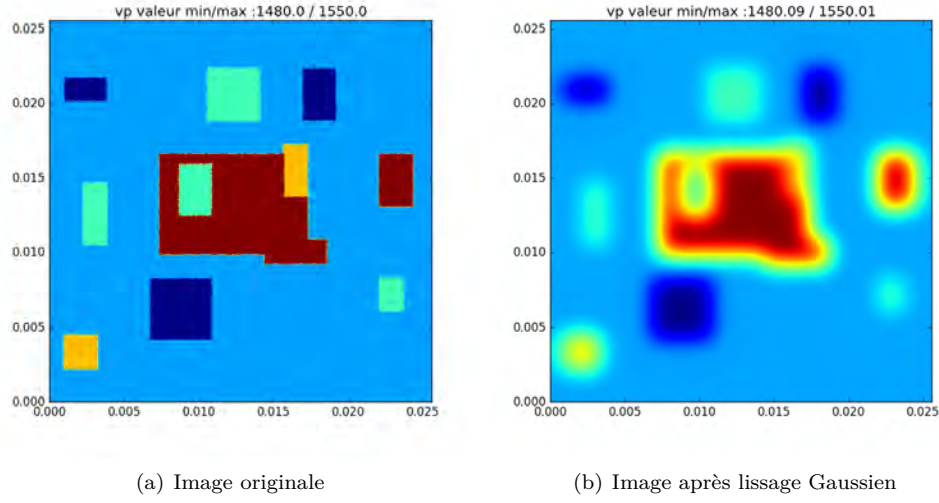 vp valeur min/max :1480.0 / 1550.0
0.025
0.020
0.015
0.010
0.005
0.000
0.000 0.005 0.010 0.015 0.020 0.025
(a) Image originale
vp valeur min/max :1480.09 / 1550.01
0.025
0.020
0.015
0.010
0.005
0.000
0.000 0.005 0.010 0.015 0.020 0.025
(b) Image après lissage Gaussien